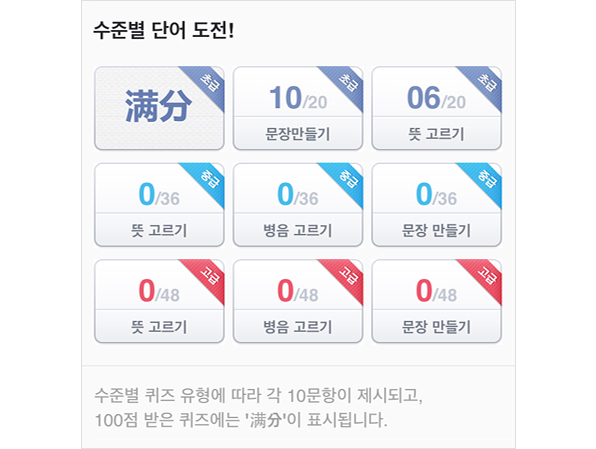 수준별 단어 도전!
초급
满分
초급
10/20
문장만들기
초급
06/20
뜻 고르기
중급
0/36
뜻 고르기
중급
0/36
병음 고르기
중급
0/36
문장 만들기
고급
0/48
뜻 고르기
고급
0/48
병음 고르기
고급
0/48
문장 만들기
수준별 퀴즈 유형에 따라 각 10문항이 제시되고,
100점 받은 퀴즈에는 '满分'이 표시됩니다.